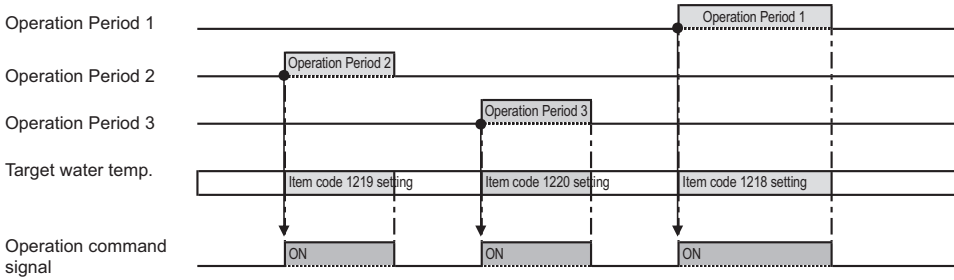 Operation Period 1
Operation Period 1
Operation Period 2
Operation Period 2
Operation Period 3
Operation Period 3
Target water temp.
Item code 1219 setting
Item code 1220 setting
Item code 1218 setting
Operation command
signal
ON
ON
ON